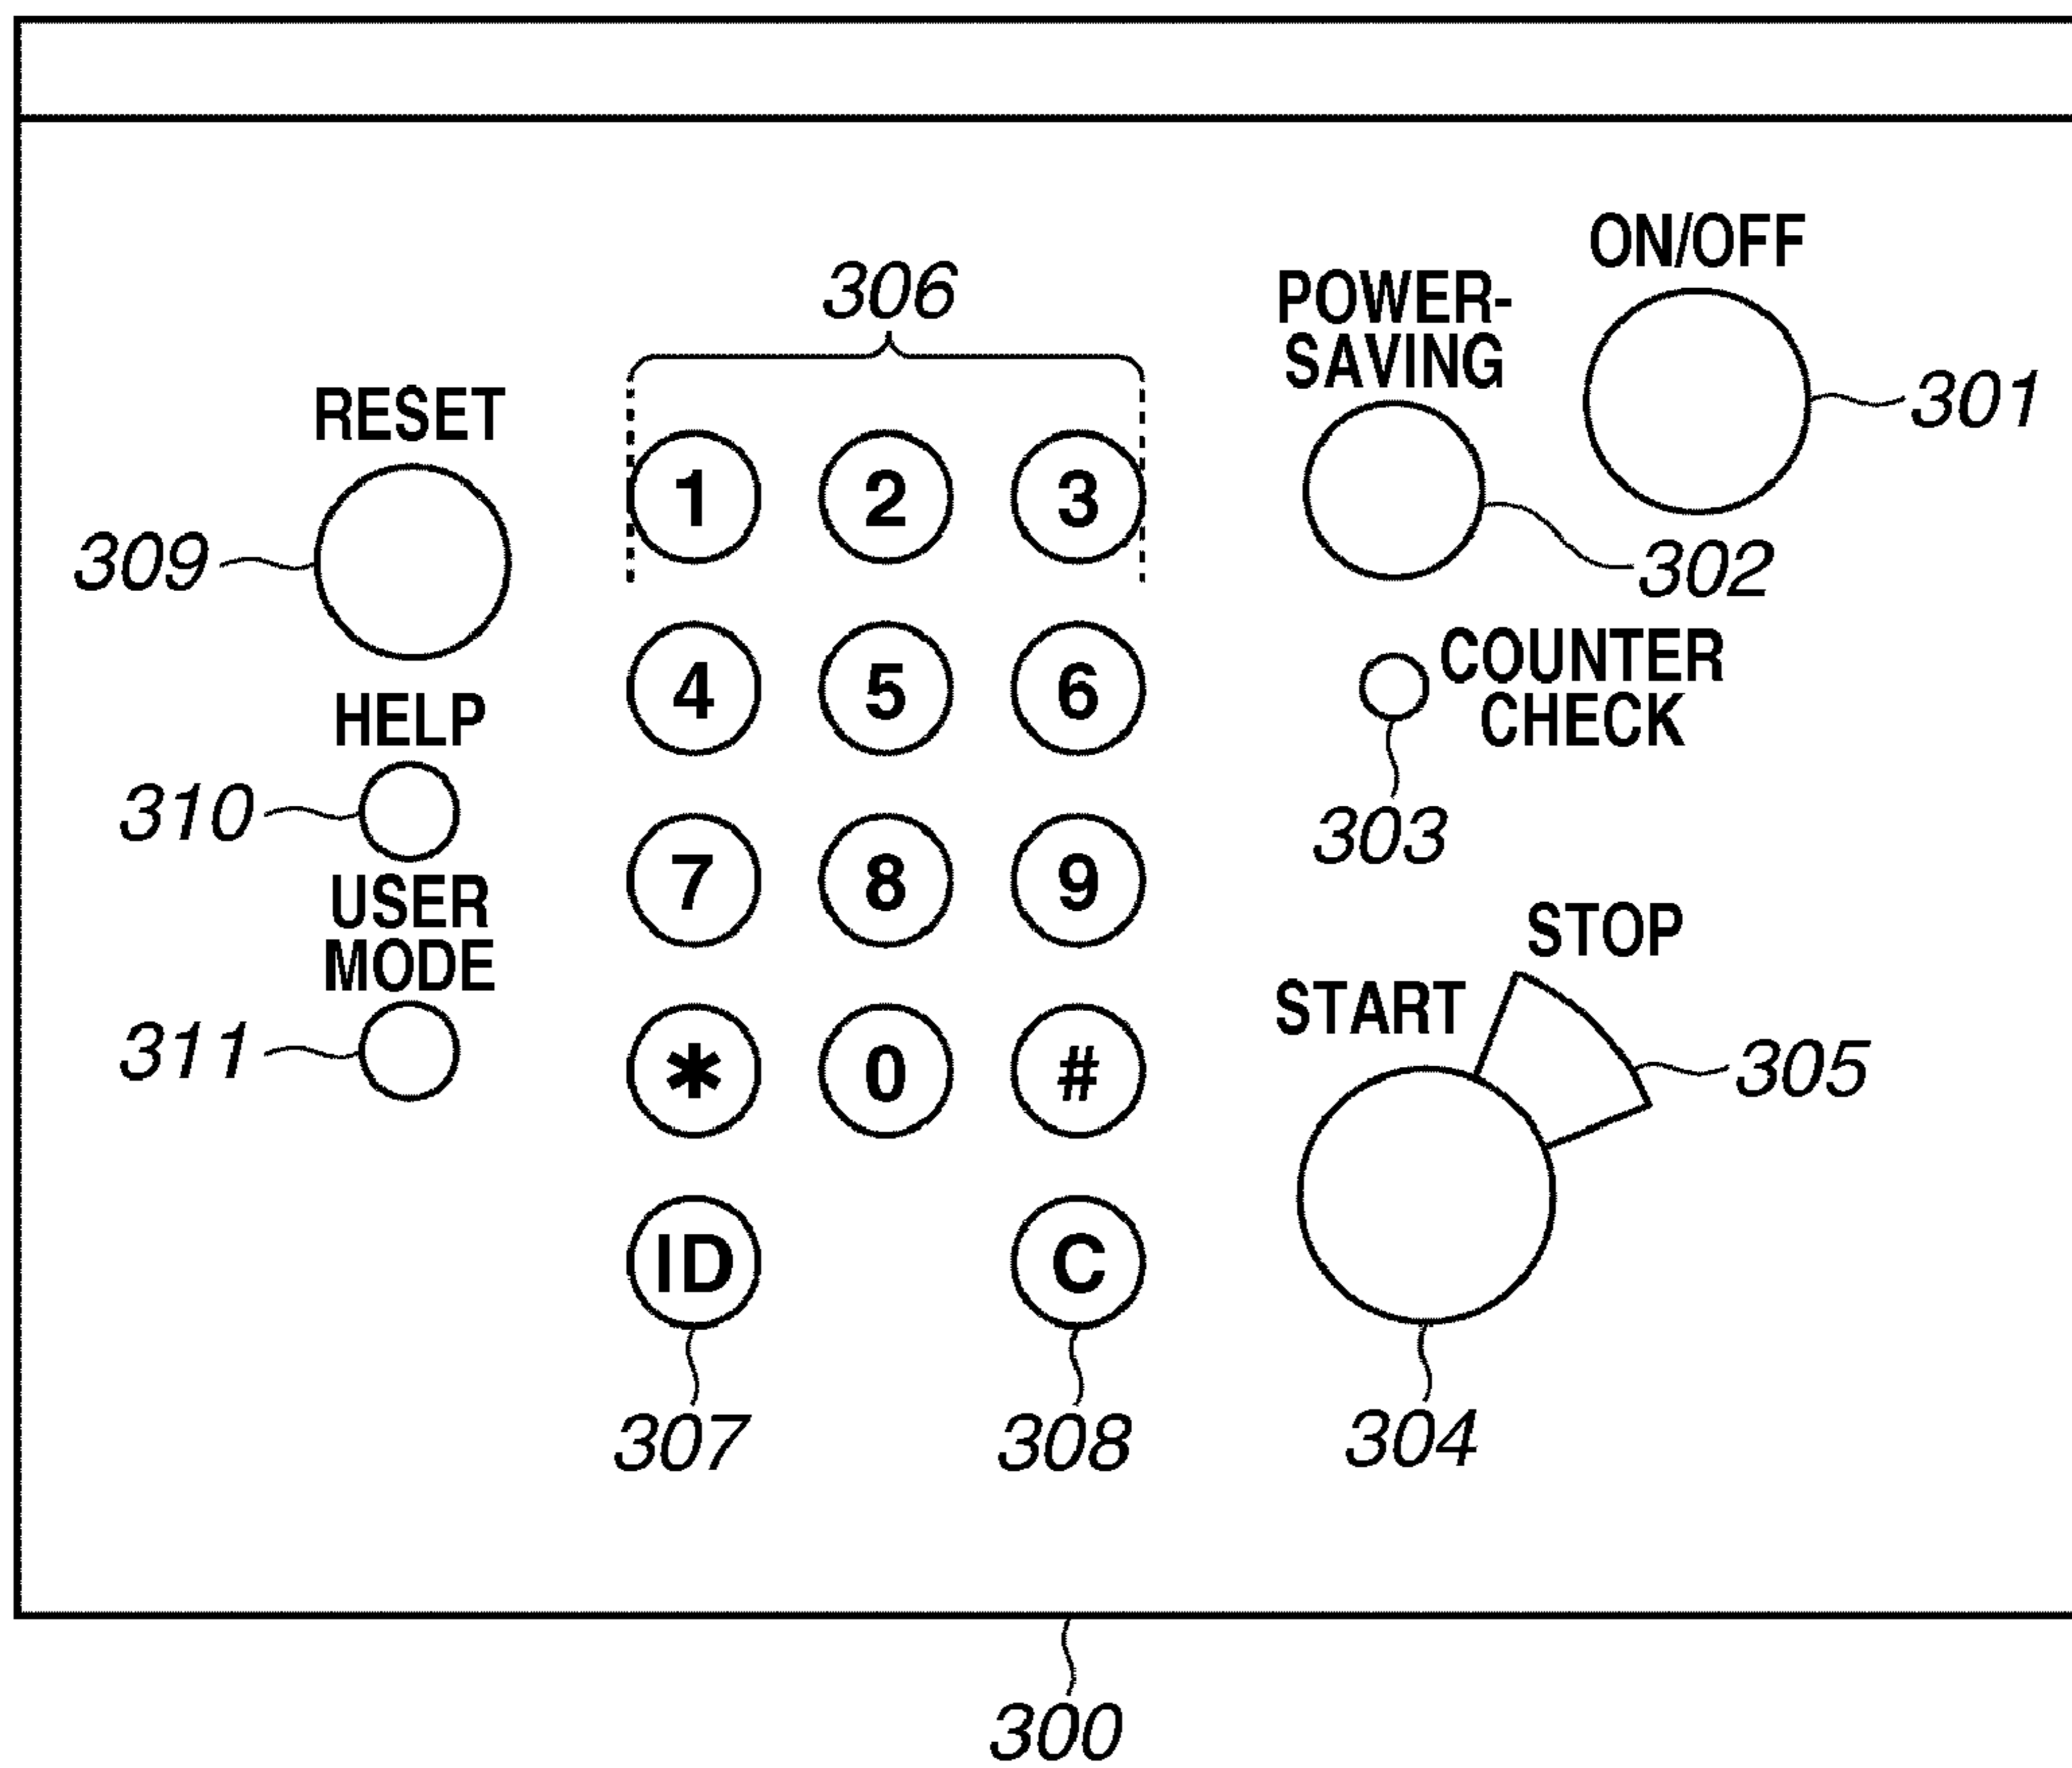 ON/OFF
306
POWER-
SAVING
301
RESET
1 2 3
309
302
HELP
4 5 6
COUNTER
CHECK
310
303
USER
MODE
7 8 9
STOP
START
311
* 0 #
305
ID C
307
308
304
300